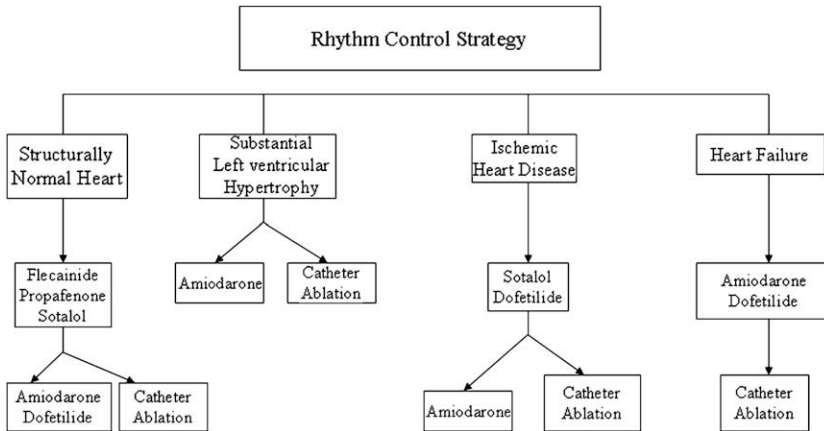 Rhythm Control Strategy
Structurally
Normal Heart
Substantial
Left ventricular
Hypertrophy
Ischemic
Heart Disease
Heart Failure
Flecainide
Propafenone
Sotalol
Amiodarone
Catheter
Ablation
Sotalol
Dofetilide
Amiodarone
Dofetilide
Amiodarone
Dofetilide
Catheter
Ablation
Amiodarone
Catheter
Ablation
Catheter
Ablation